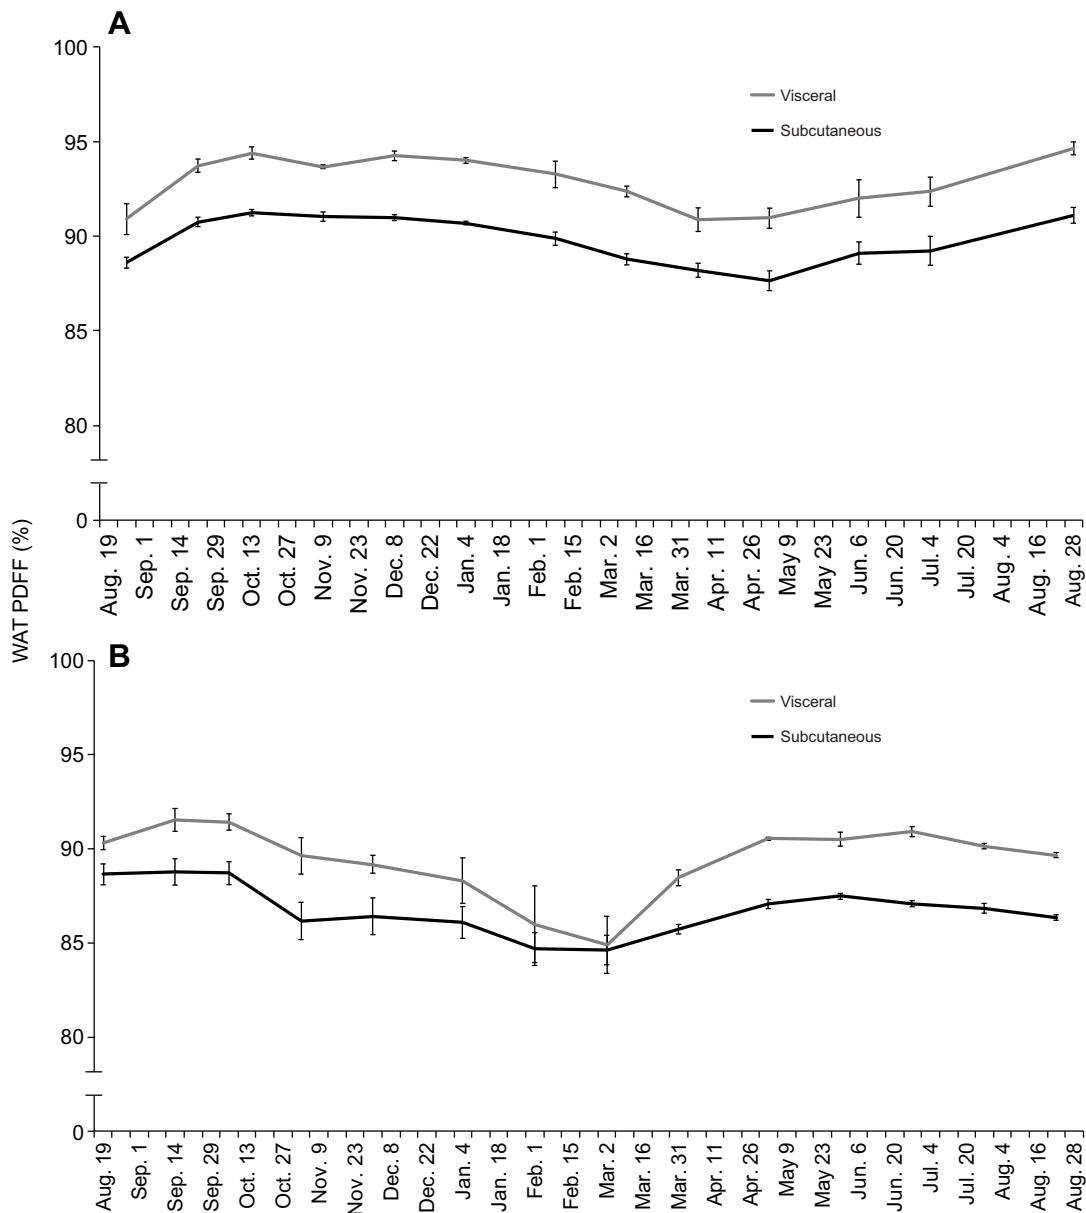 A
100
95
90
85
80
0
Visceral
Subcutaneous
Aug. 19
Sep. 1
Sep. 14
Sep. 29
Oct. 13
Oct. 27
Nov. 9
Nov. 23
Dec. 8
Dec. 22
Jan. 4
Jan. 18
Feb. 1
Feb. 15
Mar. 2
Mar. 16
Mar. 31
Apr. 11
Apr. 26
May 9
May 23
Jun. 6
Jun. 20
Jul. 4
Jul. 20
Aug. 4
Aug. 16
Aug. 28
WAT PDFF (%)
B
100
95
90
85
80
0
Visceral
Subcutaneous
Aug. 19
Sep. 1
Sep. 14
Sep. 29
Oct. 13
Oct. 27
Nov. 9
Nov. 23
Dec. 8
Dec. 22
Jan. 4
Jan. 18
Feb. 1
Feb. 15
Mar. 2
Mar. 16
Mar. 31
Apr. 11
Apr. 26
May 9
May 23
Jun. 6
Jun. 20
Jul. 4
Jul. 20
Aug. 4
Aug. 16
Aug. 28